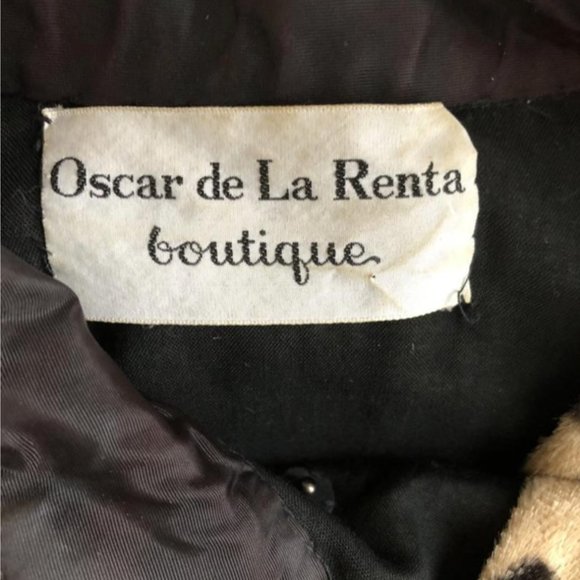 Oscar de La Renta
boutique